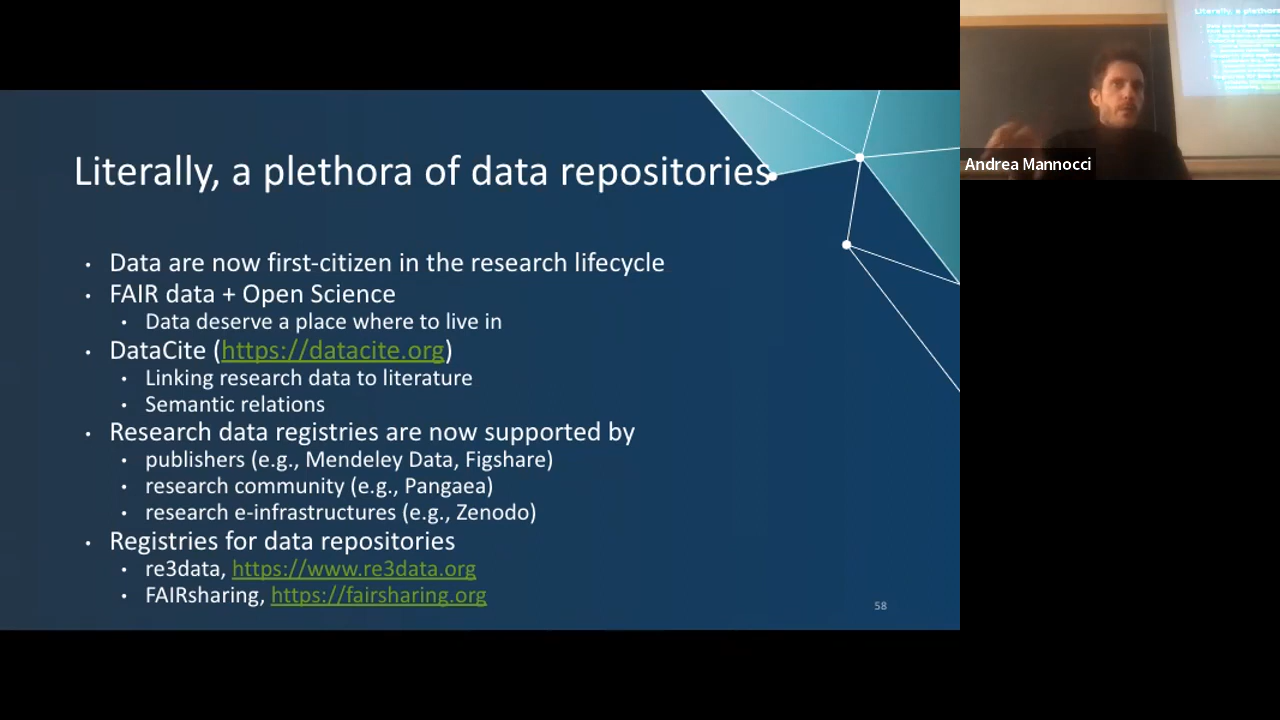 Literally, a plethora of data repositories
• Data are now first-citizen in the research lifecycle
• FAIR data + Open Science
• Data deserve a place where to live in
• DataCite (https://datacite.org)
• Linking research data to literature
• Semantic relations
• Research data registries are now supported by
• publishers (e.g., Mendeley Data, Figshare)
• research community (e.g., Pangaea)
• research e-infrastructures (e.g., Zenodo)
• Registries for data repositories
• re3data, https://www.re3data.org
• FAIRsharing, https://fairsharing.org
58
Literally, a plethora
Andrea Mannocci